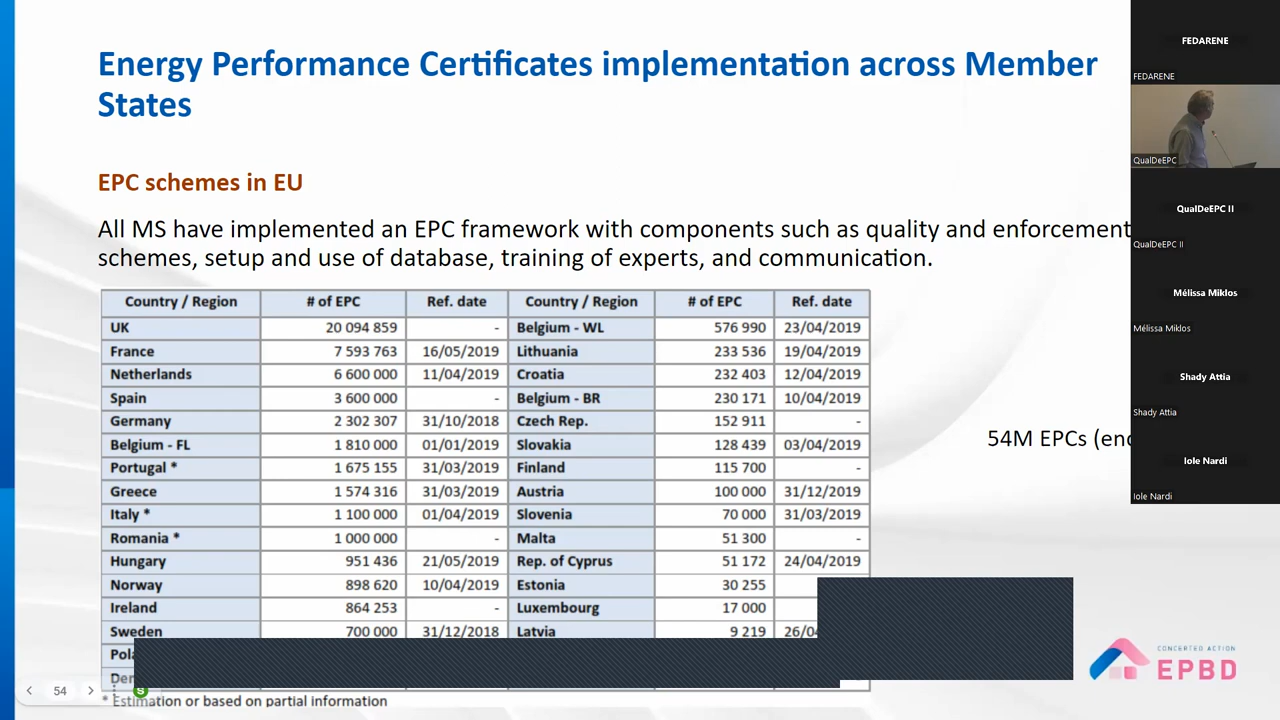 Energy Performance Certificates implementation across Member
States
EPC schemes in EU
All MS have implemented an EPC framework with components such as quality and enforcement
schemes, setup and use of database, training of experts, and communication.
Country / Region # of EPC Ref. date Country / Region # of EPC Ref. date
UK 20 094 859 - Belgium - WL 576 990 23/04/2019
France 7 593 763 16/05/2019 Lithuania 233 536 19/04/2019
Netherlands 6 600 000 11/04/2019 Croatia 232 403 12/04/2019
Spain 3 600 000 - Belgium - BR 230 171 10/04/2019
Germany 2 302 307 31/10/2018 Czech Rep. 152 911 -
Belgium - FL 1 810 000 01/01/2019 Slovakia 128 439 03/04/2019
Portugal * 1 675 155 31/03/2019 Finland 115 700 -
Greece 1 574 316 31/03/2019 Austria 100 000 31/12/2019
Italy * 1 100 000 01/04/2019 Slovenia 70 000 31/03/2019
Romania * 1 000 000 - Malta 51 300 -
Hungary 951 436 21/05/2019 Rep. of Cyprus 51 172 24/04/2019
Norway 898 620 10/04/2019 Estonia 30 255
Ireland 864 253 - Luxembourg 17 000
Sweden 700 000 31/12/2018 Latvia 9 219
* Estimation or based on partial information
54M EPCs
54
S
CONCERTED ACTION
EPBD
FEDARENE
FEDARENE
QualDeEPC
QualDeEPC II
QualDeEPC II
Mélissa Miklos
Mélissa Miklos
Shady Attia
Shady Attia
Iole Nardi
Iole Nardi